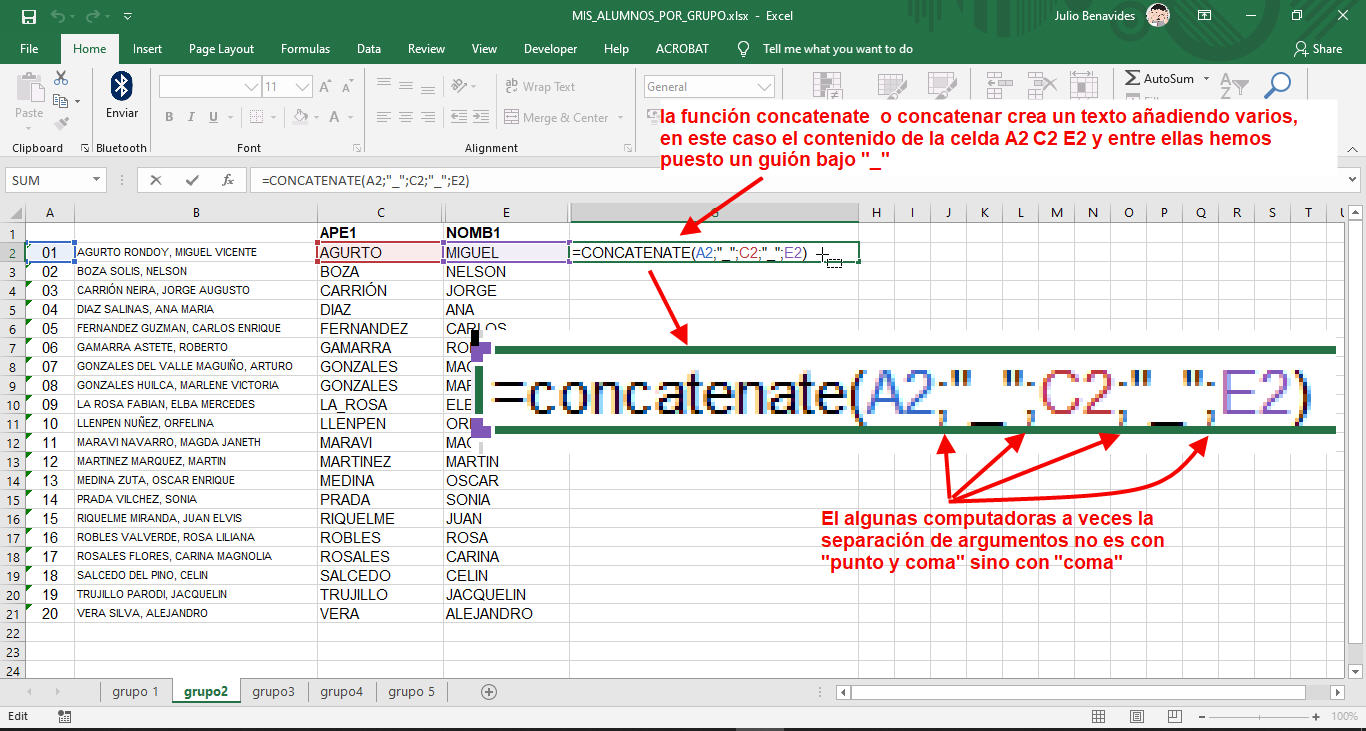 MIS_ALUMNOS_POR_GRUPO.xlsx - Excel
Julio Benavides
File Home Insert Page Layout Formulas Data Review View Developer Help ACROBAT Tell me what you want to do Share
Paste
Clipboard
Enviar
Bluetooth
11
A A
B I U A
Font
Wrap Text
Merge & Center
Alignment
General
AutoSum
la función concatenate o concatenar crea un texto añadiendo varios,
en este caso el contenido de la celda A2 C2 E2 y entre ellas hemos
puesto un guión bajo "_"
SUM fx =CONCATENATE(A2;"_";C2;"_";E2)
A B C E G H I J K L M N O P Q R S T
1 APE1 NOMB1
2 01 AGURTO RONDOY, MIGUEL VICENTE AGURTO MIGUEL =CONCATENATE(A2;"_";C2;"_";E2)
3 02 BOZA SOLIS, NELSON BOZA NELSON
4 03 CARRIÓN NEIRA, JORGE AUGUSTO CARRIÓN JORGE
5 04 DIAZ SALINAS, ANA MARIA DIAZ ANA
6 05 FERNANDEZ GUZMAN, CARLOS ENRIQUE FERNANDEZ CARLOS
7 06 GAMARRA ASTETE, ROBERTO GAMARRA
8 07 GONZALES DEL VALLE MAGUIÑO, ARTURO GONZALES
9 08 GONZALES HUILCA, MARLENE VICTORIA GONZALES
10 09 LA ROSA FABIAN, ELBA MERCEDES LA_ROSA
11 10 LLENPEN NUÑEZ, ORFELINA LLENPEN
12 11 MARAVI NAVARRO, MAGDA JANETH MARAVI
13 12 MARTINEZ MARQUEZ, MARTIN MARTINEZ MARTIN
14 13 MEDINA ZUTA, OSCAR ENRIQUE MEDINA OSCAR
15 14 PRADA VILCHEZ, SONIA PRADA SONIA
16 15 RIQUELME MIRANDA, JUAN ELVIS RIQUELME JUAN
17 16 ROBLES VALVERDE, ROSA LILIANA ROBLES ROSA
18 17 ROSALES FLORES, CARINA MAGNOLIA ROSALES CARINA
19 18 SALCEDO DEL PINO, CELIN SALCEDO CELIN
20 19 TRUJILLO PARODI, JACQUELIN TRUJILLO JACQUELIN
21 20 VERA SILVA, ALEJANDRO VERA ALEJANDRO
22
23
24
=concatenate(A2;"_";C2;"_";E2)
El algunas computadoras a veces la
separación de argumentos no es con
"punto y coma" sino con "coma"
grupo 1 grupo2 grupo3 grupo4 grupo 5
Edit
100%